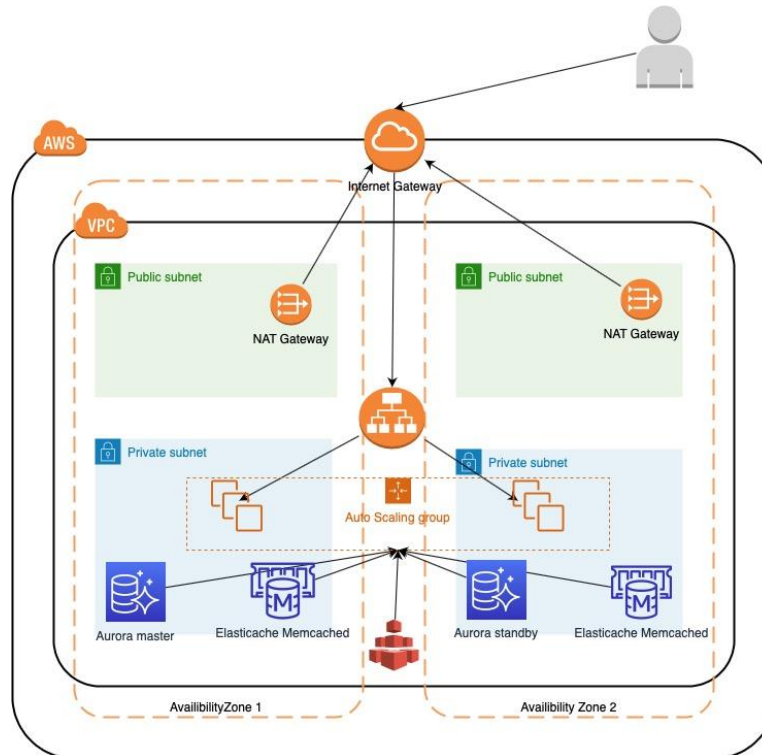 AWS
Internet Gateway
VPC
Public subnet
Public subnet
NAT Gateway
NAT Gateway
Private subnet
Private subnet
Auto Scaling group
M
M
Aurora master
Elasticache Memcached
Aurora standby
Elasticache Memcached
AvailibilityZone 1
Availibility Zone 2